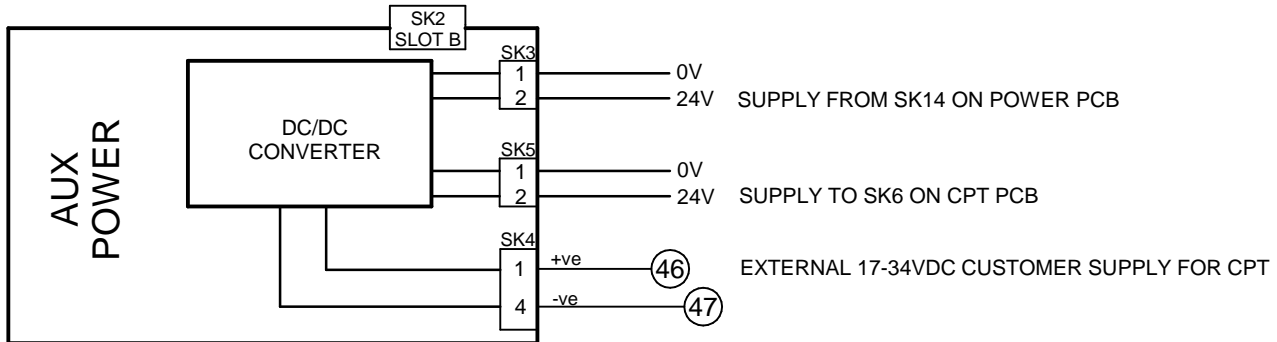 SK2
SLOT B
AUX
POWER
DC/DC
CONVERTER
SK3
1
0V
2
24V
SUPPLY FROM SK14 ON POWER PCB
SK5
1
0V
2
24V
SUPPLY TO SK6 ON CPT PCB
SK4
1
+ve
46
EXTERNAL 17-34VDC CUSTOMER SUPPLY FOR CPT
4
-ve
47